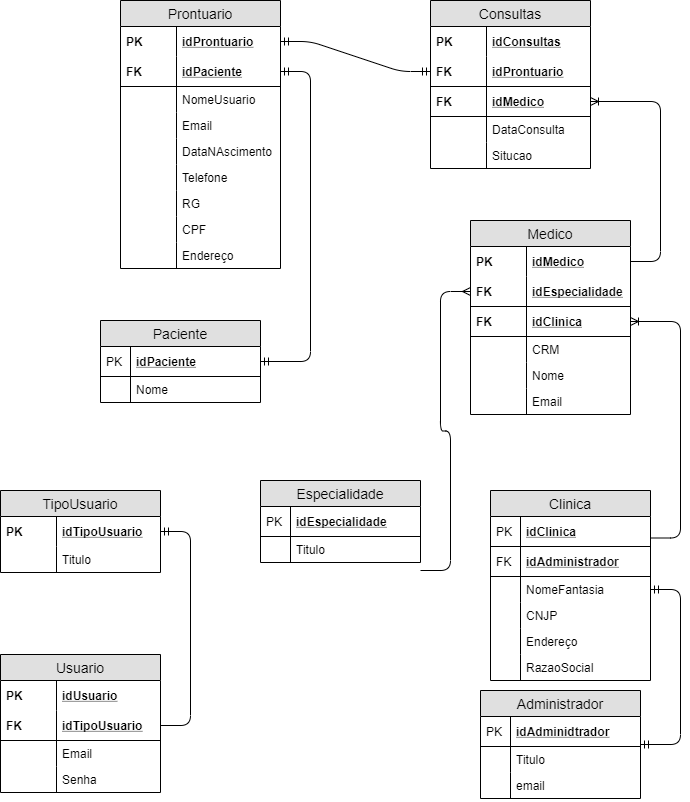 Prontuario
PK idProntuario
FK idPaciente
NomeUsuario
Email
DataNAscimento
Telefone
RG
CPF
Endereço
Consultas
PK idConsultas
FK idProntuario
FK idMedico
DataConsulta
Situcao
Medico
PK idMedico
FK idEspecialidade
FK idClinica
CRM
Nome
Email
Paciente
PK idPaciente
Nome
Especialidade
PK idEspecialidade
Titulo
TipoUsuario
PK idTipoUsuario
Titulo
Clinica
PK idClinica
FK idAdministrador
NomeFantasia
CNJP
Endereço
RazaoSocial
Usuario
PK idUsuario
FK idTipoUsuario
Email
Senha
Administrador
PK idAdminidtrador
Titulo
email